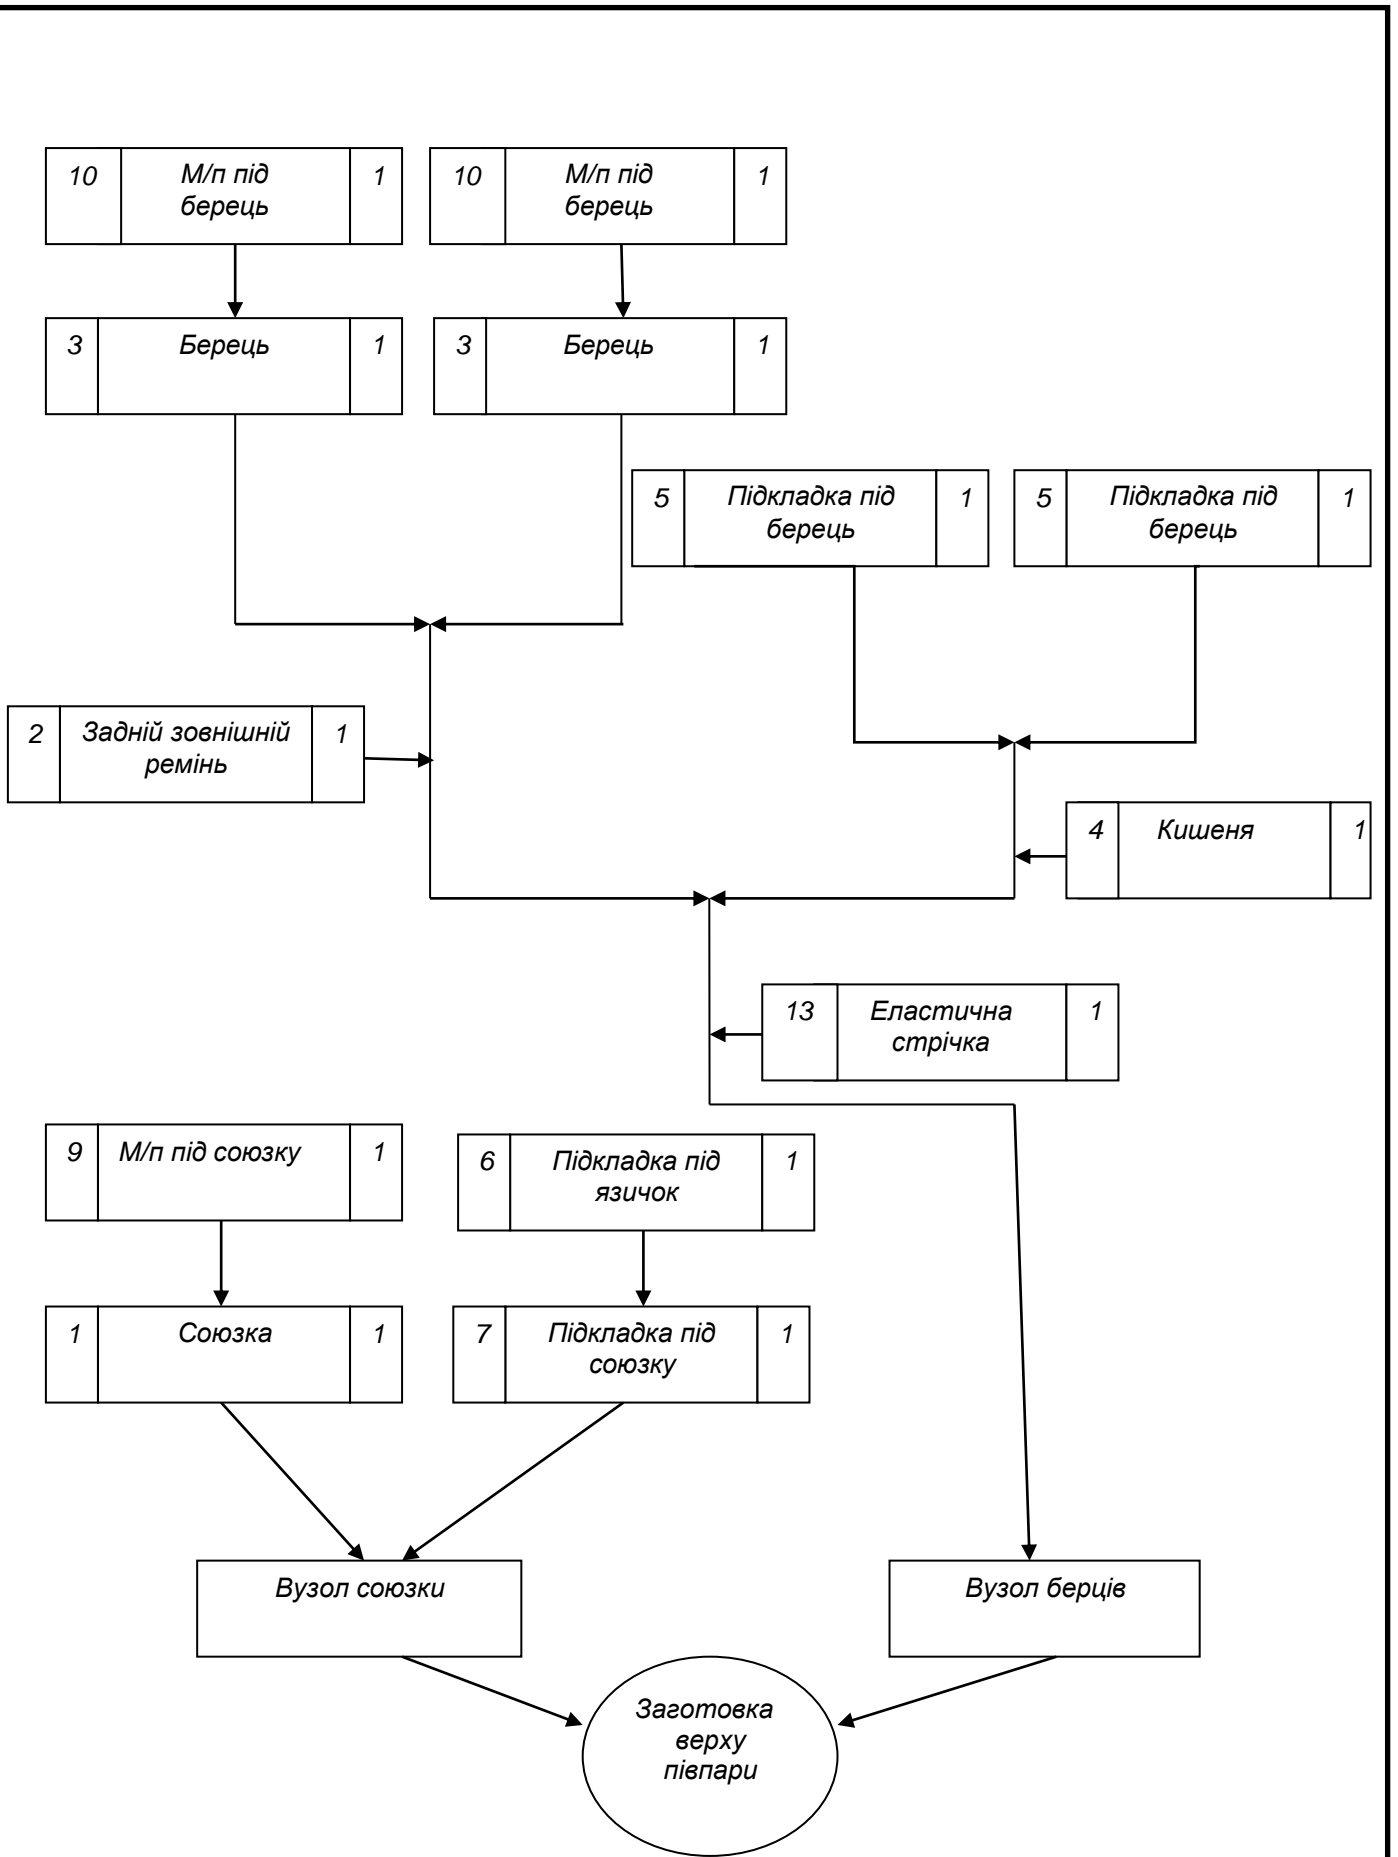 10 М/п під 1
берець
10 М/п під 1
берець
3 Берець 1
3 Берець 1
5 Підкладка під 1
берець
5 Підкладка під 1
берець
2 Задній зовнішній 1
ремінь
4 Кишеня 1
13 Еластична 1
стрічка
9 М/п під союзку 1
6 Підкладка під 1
язичок
1 Союзка 1
7 Підкладка під 1
союзку
Вузол союзки
Вузол берців
Заготовка
верху
півпари